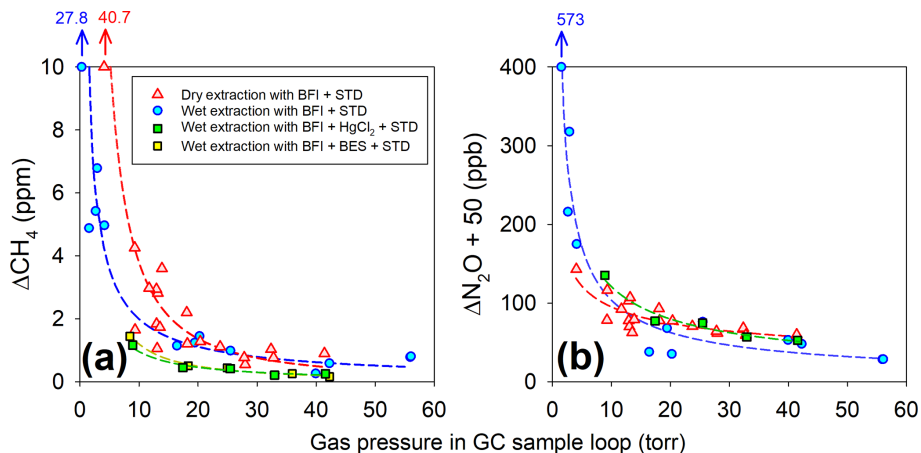 27.8 40.7
573
10
8
6
4
2
0
ΔCH₄ (ppm)
Dry extraction with BFI + STD
Wet extraction with BFI + STD
Wet extraction with BFI + HgCl₂ + STD
Wet extraction with BFI + BES + STD
(a)
0 10 20 30 40 50 60
400
300
200
100
0
ΔN₂O + 50 (ppb)
(b)
0 10 20 30 40 50 60
Gas pressure in GC sample loop (torr)